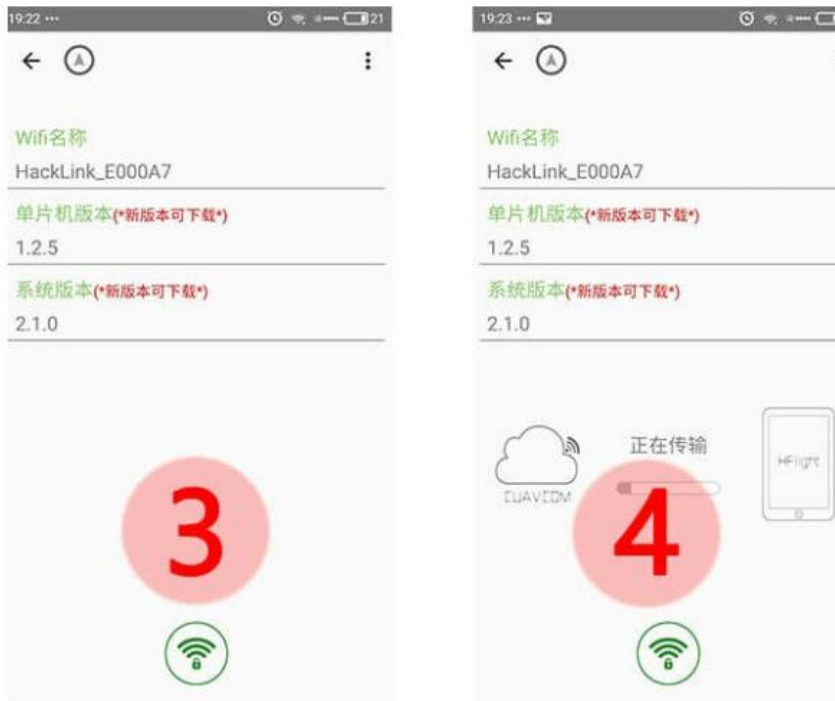 19:22 •••
21
Wifi名称
HackLink_E000A7
单片机版本(*新版本可下载*)
1.2.5
系统版本(*新版本可下载*)
2.1.0
3
19:23 •••
Wifi名称
HackLink_E000A7
单片机版本(*新版本可下载*)
1.2.5
系统版本(*新版本可下载*)
2.1.0
正在传输
HFlight
CUAV.COM
4